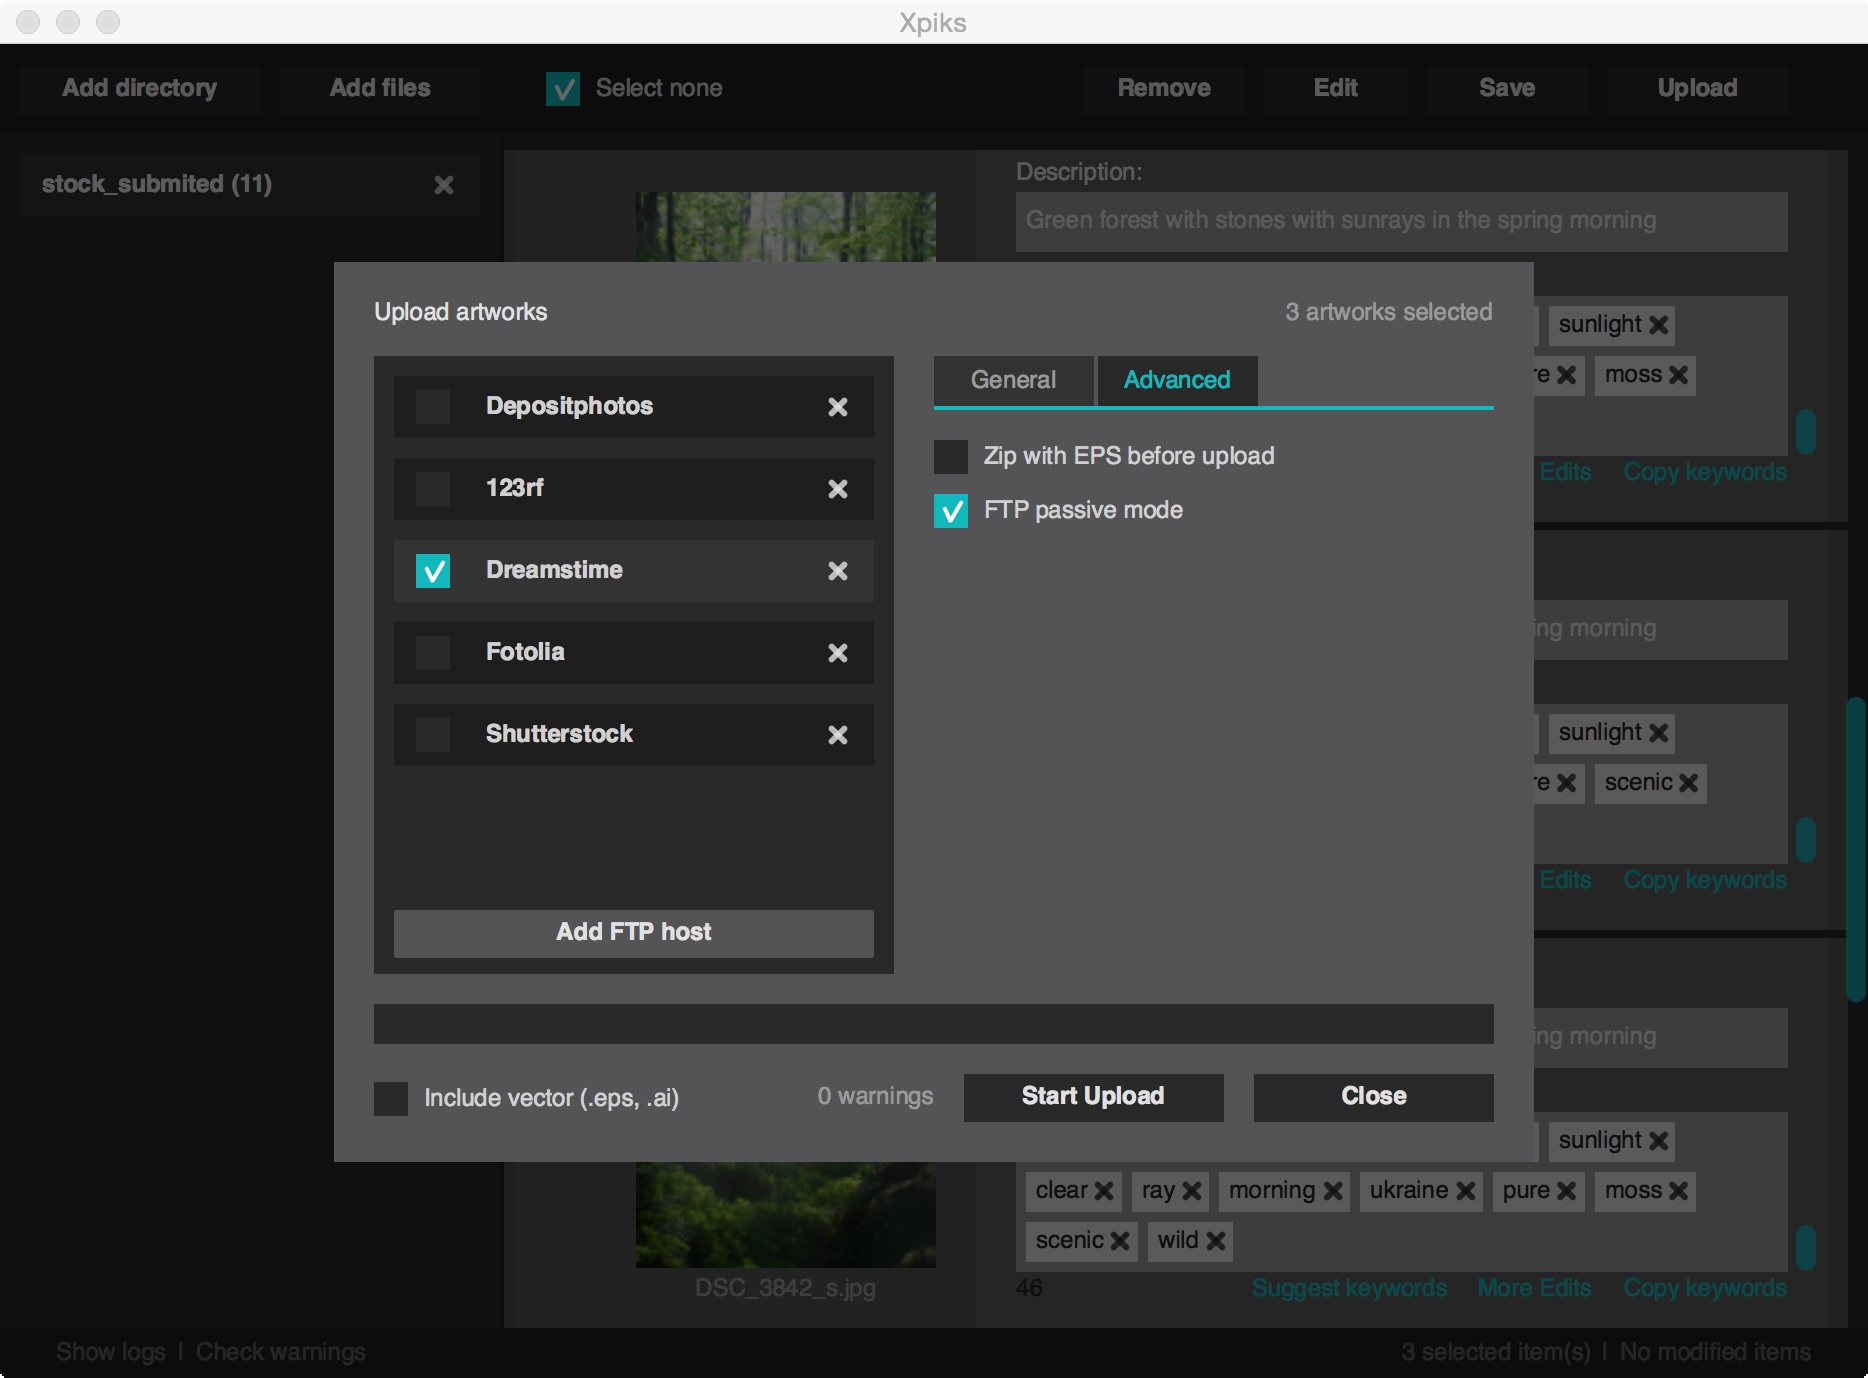 Xpiks
Add directory
Add files
Select none
Remove
Edit
Save
Upload
stock_submited (11)
Description:
Green forest with stones with sunrays in the spring morning
sunlight
re
moss
Edits
Copy keywords
Upload artworks
3 artworks selected
Depositphotos
123rf
Dreamstime
Fotolia
Shutterstock
Add FTP host
General
Advanced
Zip with EPS before upload
FTP passive mode
ing morning
sunlight
re
scenic
Edits
Copy keywords
ing morning
Include vector (.eps, .ai)
0 warnings
Start Upload
Close
sunlight
clear ray morning ukraine pure moss
scenic wild
DSC_3842_s.jpg
46
Suggest keywords
More Edits
Copy keywords
Show logs | Check warnings
3 selected item(s) | No modified items